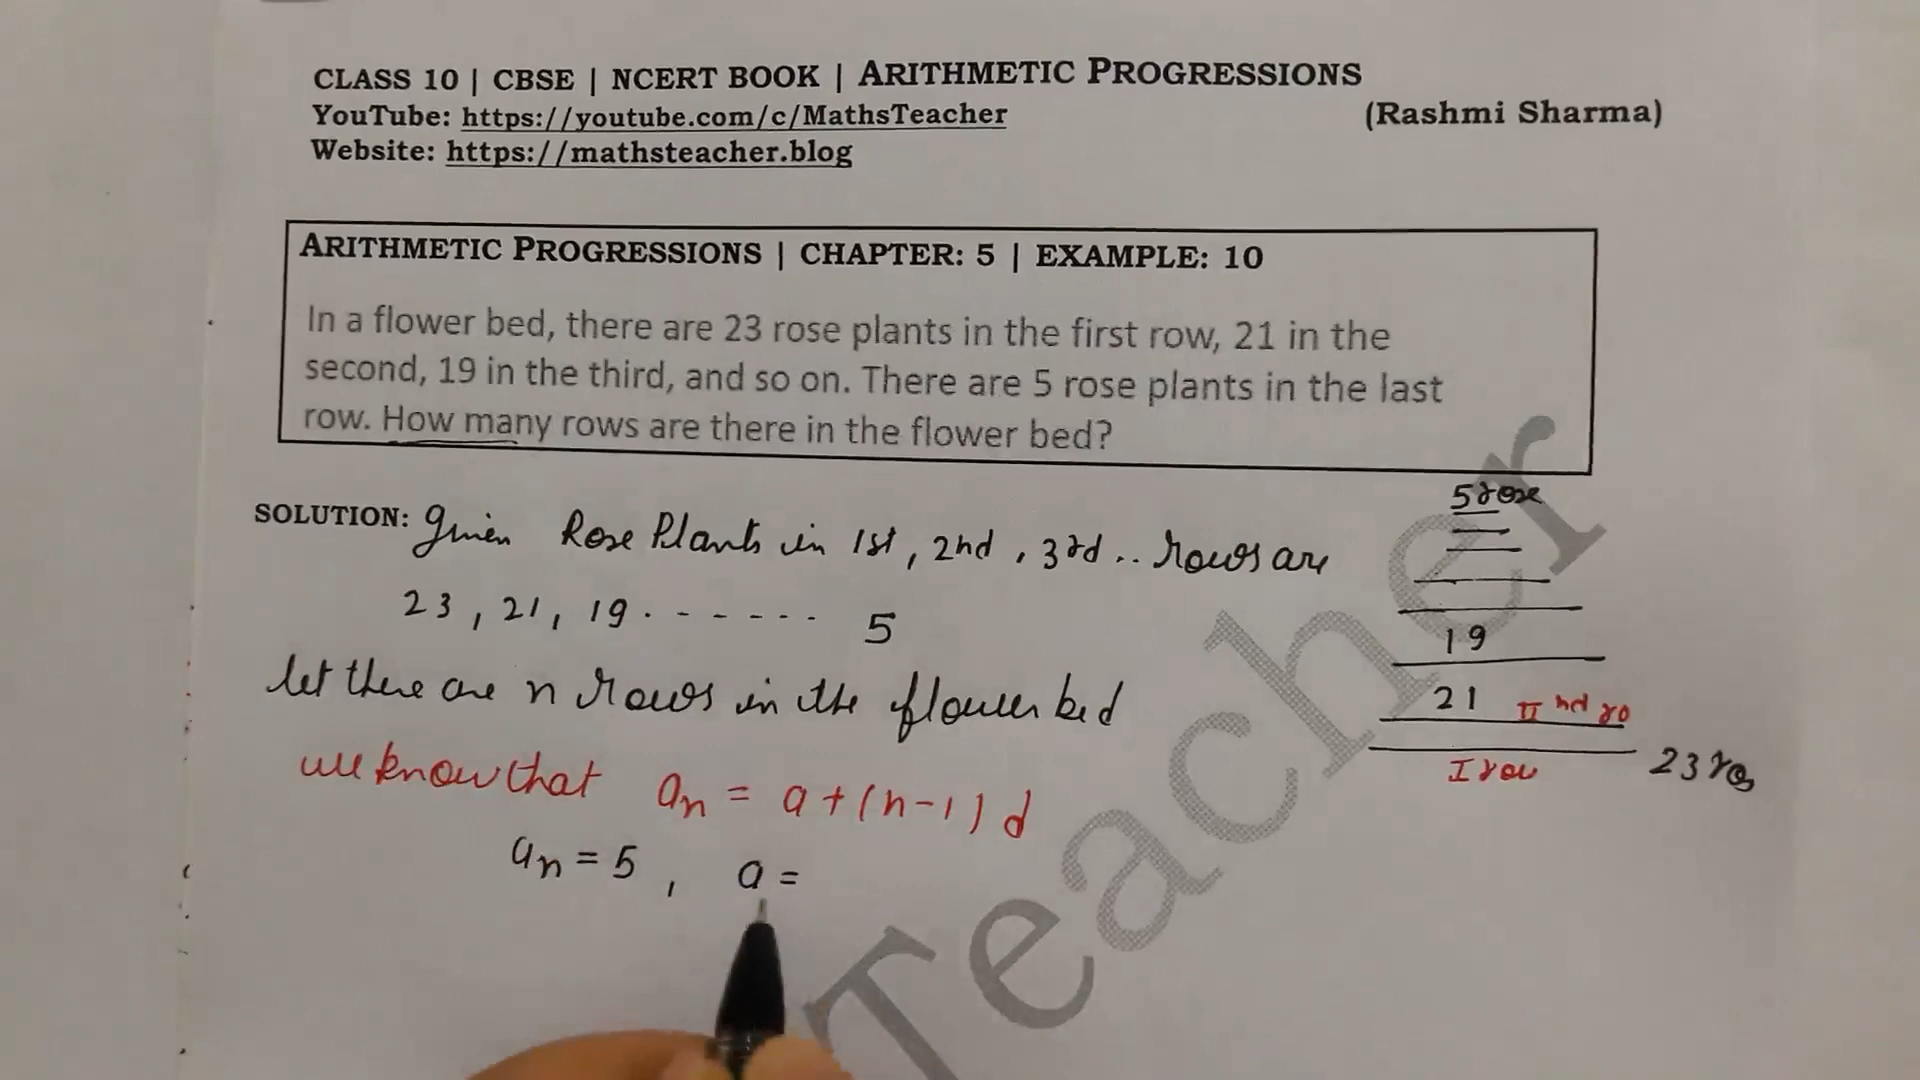 CLASS 10 | CBSE | NCERT BOOK | ARITHMETIC PROGRESSIONS
YouTube: https://youtube.com/c/MathsTeacher (Rashmi Sharma)
Website: https://mathsteacher.blog
ARITHMETIC PROGRESSIONS | CHAPTER: 5 | EXAMPLE: 10
In a flower bed, there are 23 rose plants in the first row, 21 in the
second, 19 in the third, and so on. There are 5 rose plants in the last
row. How many rows are there in the flower bed?
SOLUTION: Given Rose Plants in 1st, 2nd, 3rd .. rows are
23, 21, 19 . - - - - - - 5
let there are n rows in the flower bed
we know that an = a + (n-1) d
an = 5, a =
5 rose
19
21 II nd ro
I row 23 ros
Teacher